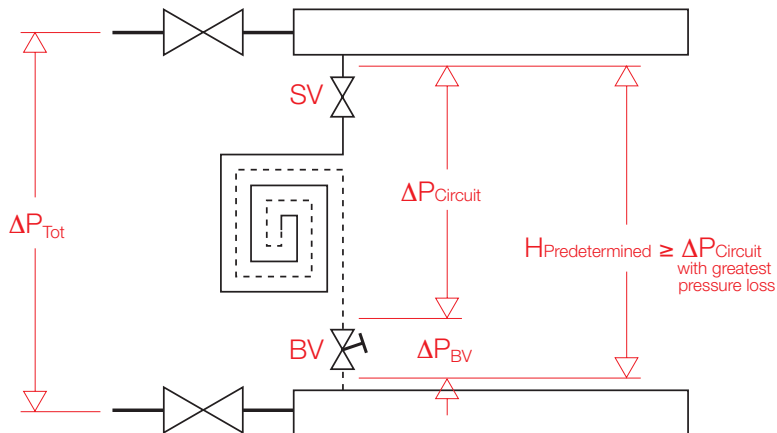 SV
ΔPCircuit
ΔPTot
HPredetermined ≥ ΔPCircuit
with greatest
pressure loss
BV
ΔPBV